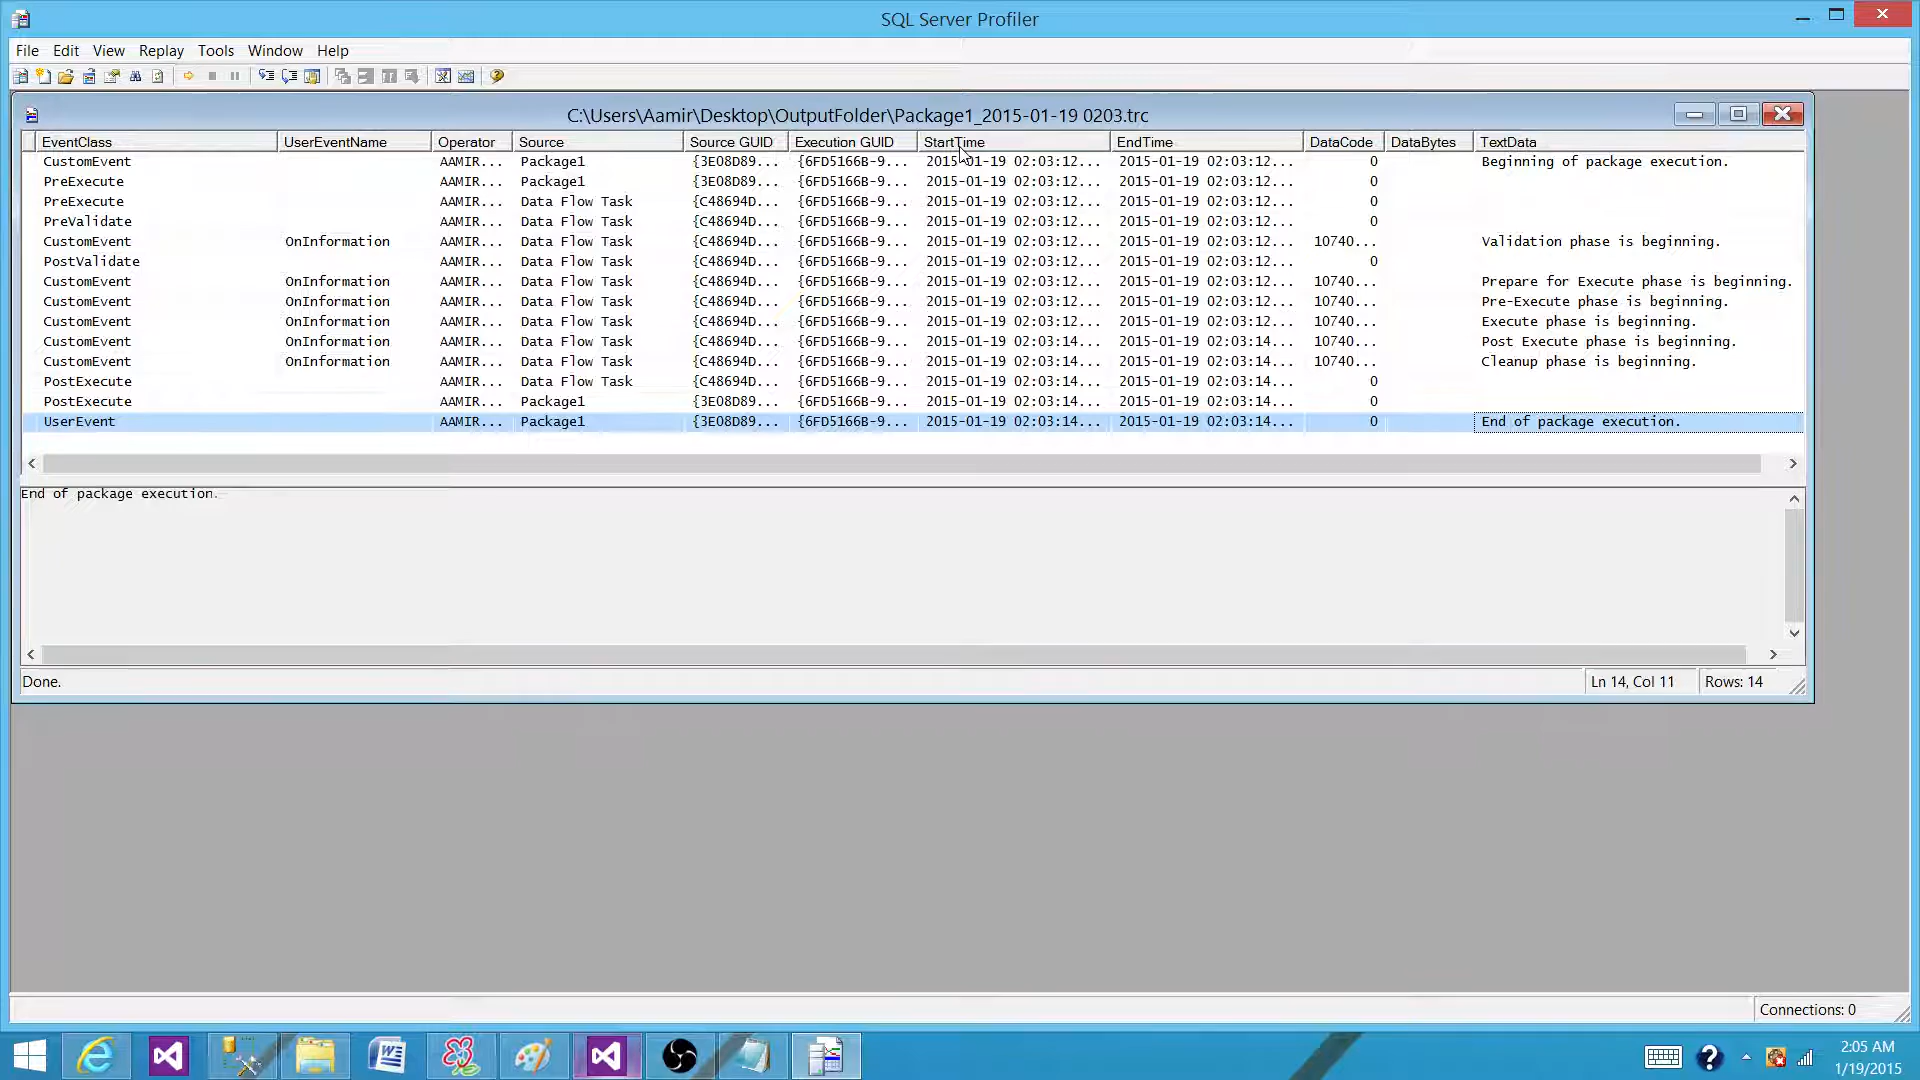 SQL Server Profiler
File Edit View Replay Tools Window Help
C:\Users\Aamir\Desktop\OutputFolder\Package1_2015-01-19 0203.trc
EventClass UserEventName Operator Source Source GUID Execution GUID StartTime EndTime DataCode DataBytes TextData
CustomEvent AAMIR... Package1 {3E08D89... {6FD5166B-9... 2015-01-19 02:03:12... 2015-01-19 02:03:12... 0 Beginning of package execution.
PreExecute AAMIR... Package1 {3E08D89... {6FD5166B-9... 2015-01-19 02:03:12... 2015-01-19 02:03:12... 0
PreExecute AAMIR... Data Flow Task {C48694D... {6FD5166B-9... 2015-01-19 02:03:12... 2015-01-19 02:03:12... 0
PreValidate AAMIR... Data Flow Task {C48694D... {6FD5166B-9... 2015-01-19 02:03:12... 2015-01-19 02:03:12... 0
CustomEvent OnInformation AAMIR... Data Flow Task {C48694D... {6FD5166B-9... 2015-01-19 02:03:12... 2015-01-19 02:03:12... 10740... Validation phase is beginning.
PostValidate AAMIR... Data Flow Task {C48694D... {6FD5166B-9... 2015-01-19 02:03:12... 2015-01-19 02:03:12... 0
CustomEvent OnInformation AAMIR... Data Flow Task {C48694D... {6FD5166B-9... 2015-01-19 02:03:12... 2015-01-19 02:03:12... 10740... Prepare for Execute phase is beginning.
CustomEvent OnInformation AAMIR... Data Flow Task {C48694D... {6FD5166B-9... 2015-01-19 02:03:12... 2015-01-19 02:03:12... 10740... Pre-Execute phase is beginning.
CustomEvent OnInformation AAMIR... Data Flow Task {C48694D... {6FD5166B-9... 2015-01-19 02:03:12... 2015-01-19 02:03:12... 10740... Execute phase is beginning.
CustomEvent OnInformation AAMIR... Data Flow Task {C48694D... {6FD5166B-9... 2015-01-19 02:03:14... 2015-01-19 02:03:14... 10740... Post Execute phase is beginning.
CustomEvent OnInformation AAMIR... Data Flow Task {C48694D... {6FD5166B-9... 2015-01-19 02:03:14... 2015-01-19 02:03:14... 10740... Cleanup phase is beginning.
PostExecute AAMIR... Data Flow Task {C48694D... {6FD5166B-9... 2015-01-19 02:03:14... 2015-01-19 02:03:14... 0
PostExecute AAMIR... Package1 {3E08D89... {6FD5166B-9... 2015-01-19 02:03:14... 2015-01-19 02:03:14... 0
UserEvent AAMIR... Package1 {3E08D89... {6FD5166B-9... 2015-01-19 02:03:14... 2015-01-19 02:03:14... 0 End of package execution.
End of package execution.
Done. Ln 14, Col 11 Rows: 14
Connections: 0
2:05 AM
1/19/2015